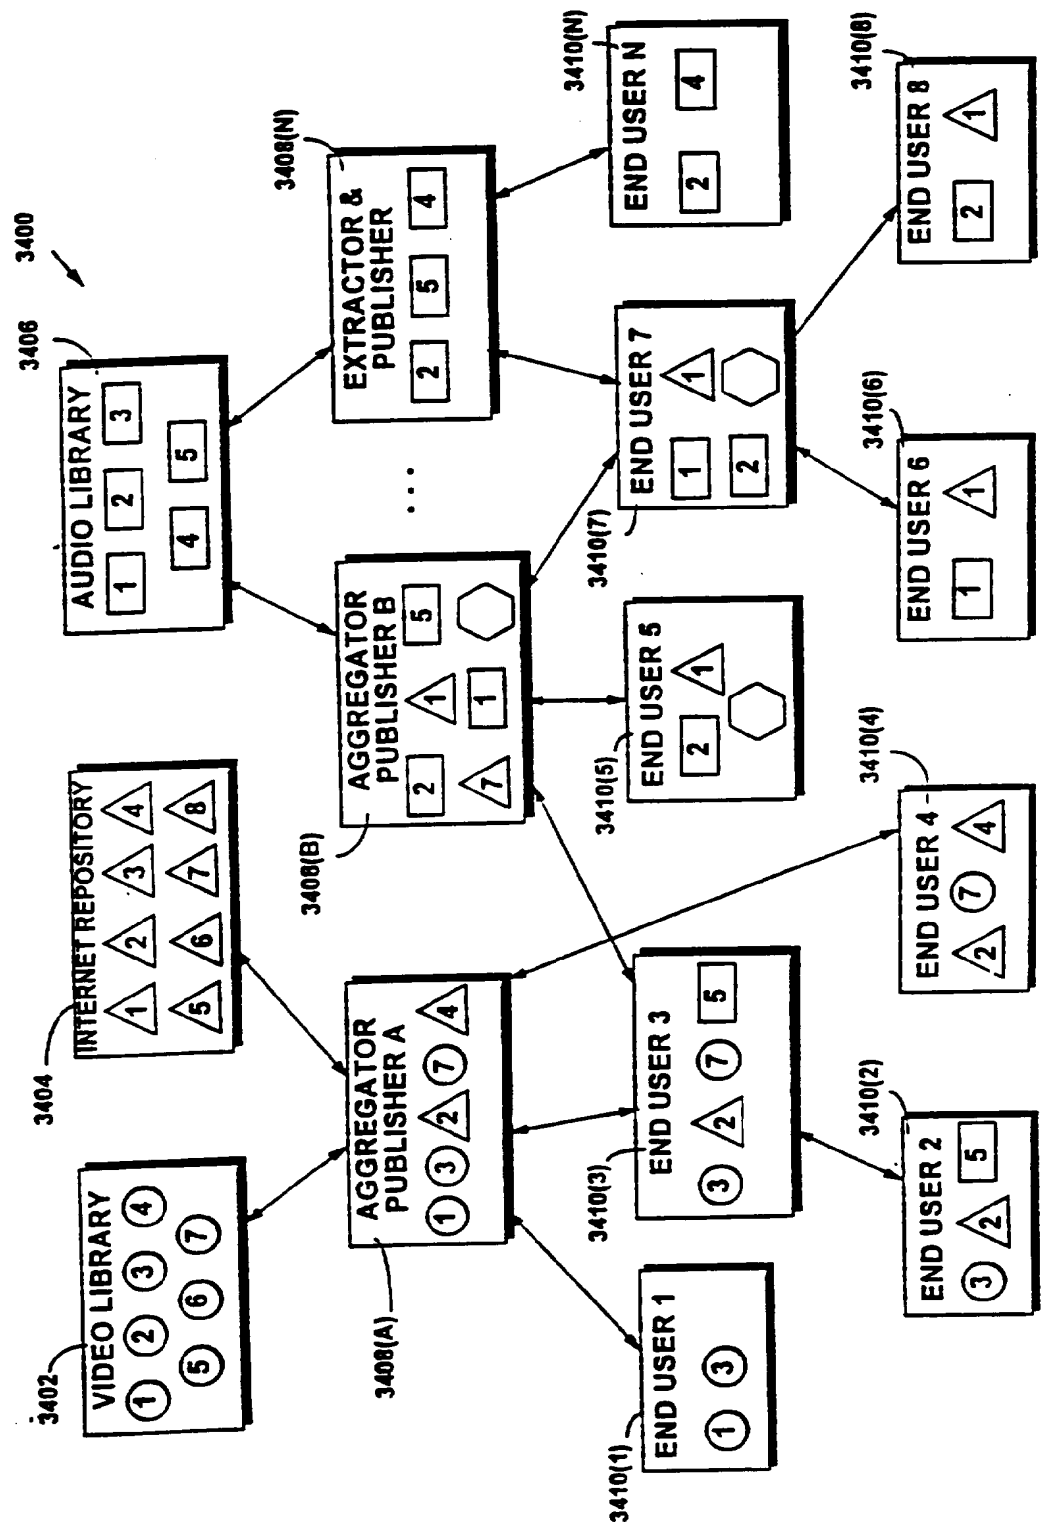 3400
3402
VIDEO LIBRARY
1 2 3 4
5 6 7
3404
INTERNET REPOSITORY
1 2 3 4
5 6 7 8
3406
AUDIO LIBRARY
1 2 3
4 5
3408(A)
AGGREGATOR
PUBLISHER A
1 3 2 7 4
3408(B)
AGGREGATOR
PUBLISHER B
2 1 5
7 1
...
3408(N)
EXTRACTOR &
PUBLISHER
2 5 4
3410(1)
END USER 1
1 3
3410(3)
END USER 3
3 2 7 5
3410(5)
END USER 5
2 1
3410(7)
END USER 7
1 1
2
3410(N)
END USER N
2 4
3410(2)
END USER 2
3 2 5
3410(4)
END USER 4
2 7 4
3410(6)
END USER 6
1 1
3410(8)
END USER 8
2 1